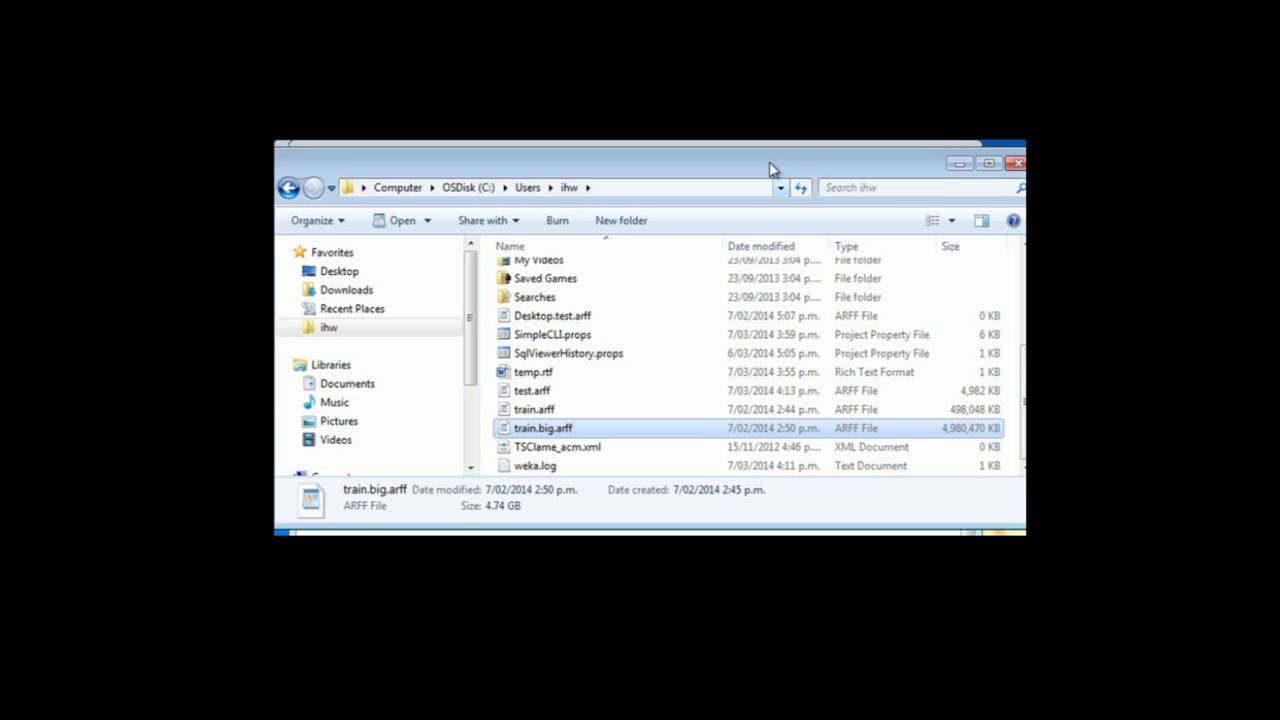 Computer OSDisk (C:) Users ihw Search ihw
Organize Open Share with Burn New folder
Name Date modified Type Size
Favorites
Desktop
Downloads
Recent Places
ihw
Libraries
Documents
Music
Pictures
Videos
My Videos 23/09/2013 3:04 p.... File folder
Saved Games 23/09/2013 3:04 p.... File folder
Searches 23/09/2013 3:04 p.... File folder
Desktop.test.arff 7/02/2014 5:07 p.m. ARFF File 0 KB
SimpleCLI.props 7/03/2014 3:59 p.m. Project Property File 6 KB
SqlViewerHistory.props 6/03/2014 5:05 p.m. Project Property File 1 KB
temp.rtf 7/03/2014 3:55 p.m. Rich Text Format 1 KB
test.arff 7/03/2014 4:13 p.m. ARFF File 4,982 KB
train.arff 7/02/2014 2:44 p.m. ARFF File 498,048 KB
train.big.arff 7/02/2014 2:50 p.m. ARFF File 4,980,470 KB
TSClame_acm.xml 15/11/2012 4:46 p.... XML Document 0 KB
weka.log 7/03/2014 4:11 p.m. Text Document 1 KB
train.big.arff Date modified: 7/02/2014 2:50 p.m. Date created: 7/02/2014 2:45 p.m.
ARFF File Size: 4.74 GB